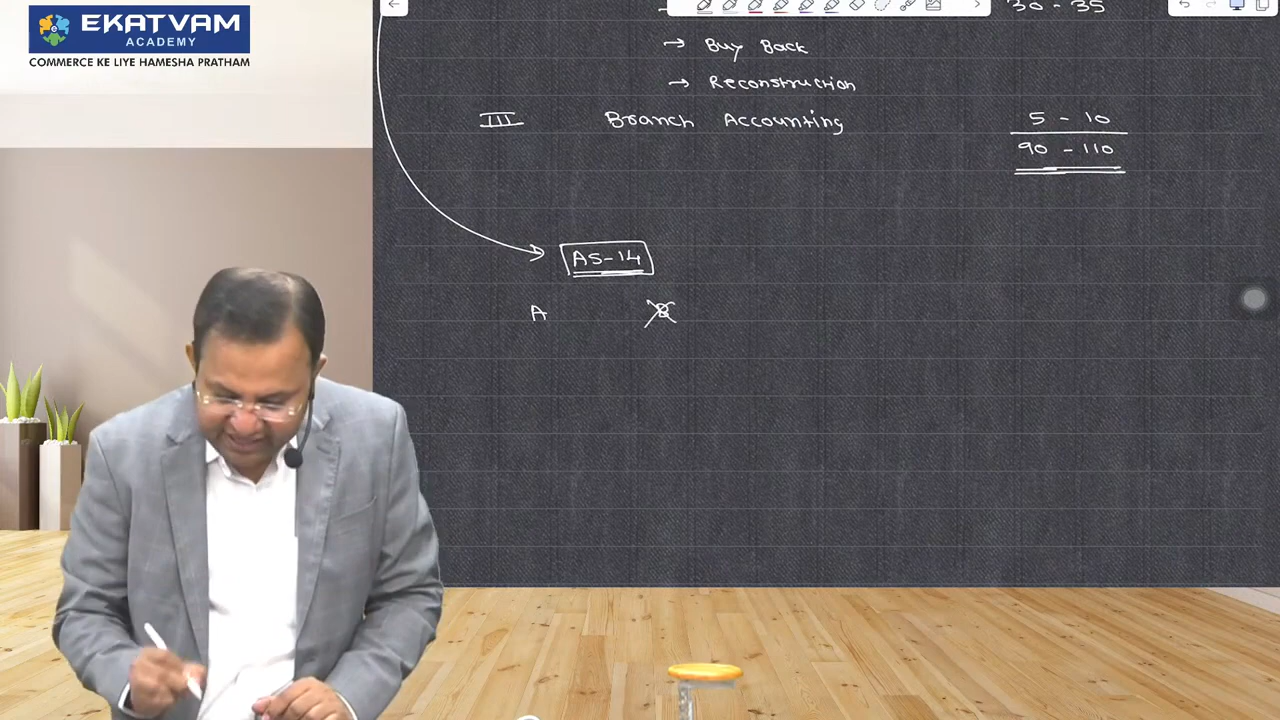 EKATVAM
ACADEMY
COMMERCE KE LIYE HAMESHA PRATHAM
30 - 35
→ Buy Back
→ Reconstruction
III Branch Accounting 5 - 10
90 - 110
AS-14
A B